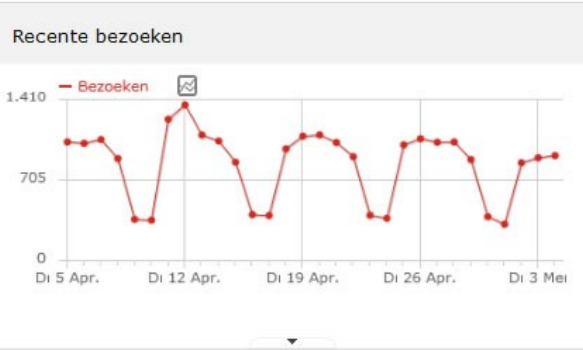 Recente bezoeken
Bezoeken
1.410
705
0
Di 5 Apr.
Di 12 Apr.
Di 19 Apr.
Di 26 Apr.
Di 3 Mei